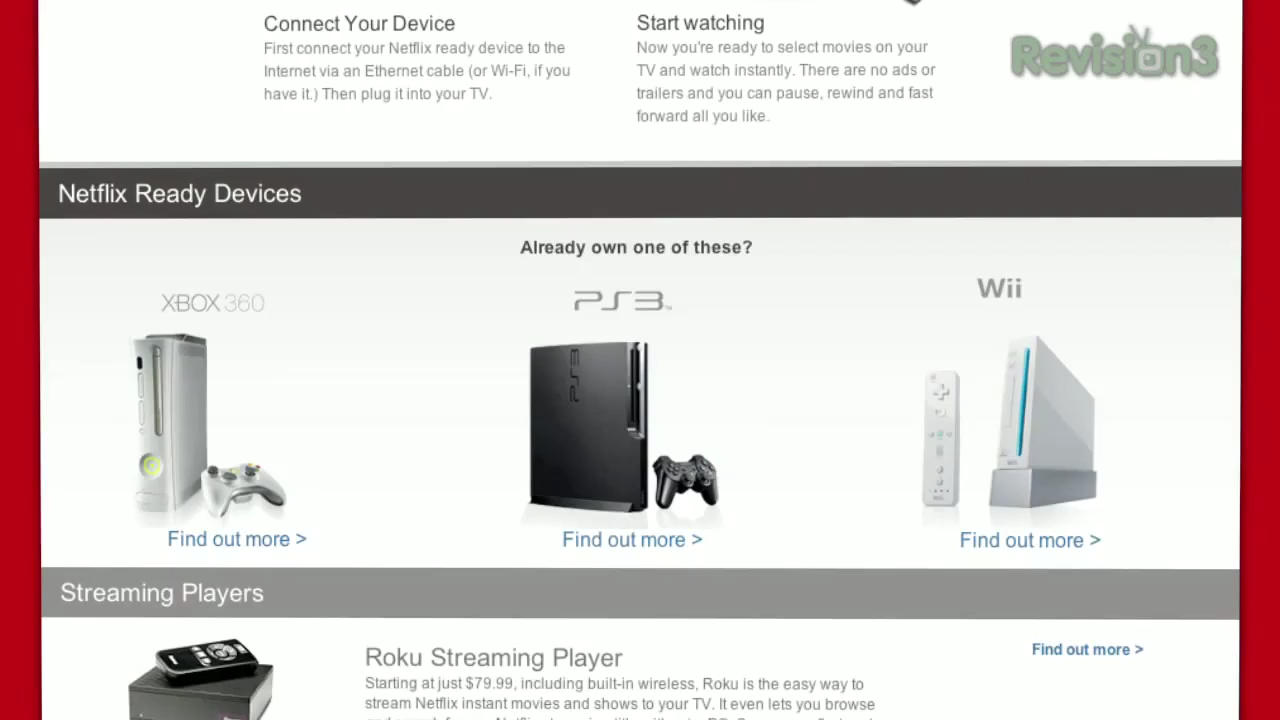 Connect Your Device
First connect your Netflix ready device to the
Internet via an Ethernet cable (or Wi-Fi, if you
have it.) Then plug it into your TV.
Start watching
Now you're ready to select movies on your
TV and watch instantly. There are no ads or
trailers and you can pause, rewind and fast
forward all you like.
Revision3
Netflix Ready Devices
Already own one of these?
XBOX 360
PS3
Wii
PS3
Wii
Find out more >
Find out more >
Find out more >
Streaming Players
Roku Streaming Player
Find out more >
Starting at just $79.99, including built-in wireless, Roku is the easy way to
stream Netflix instant movies and shows to your TV. It even lets you browse